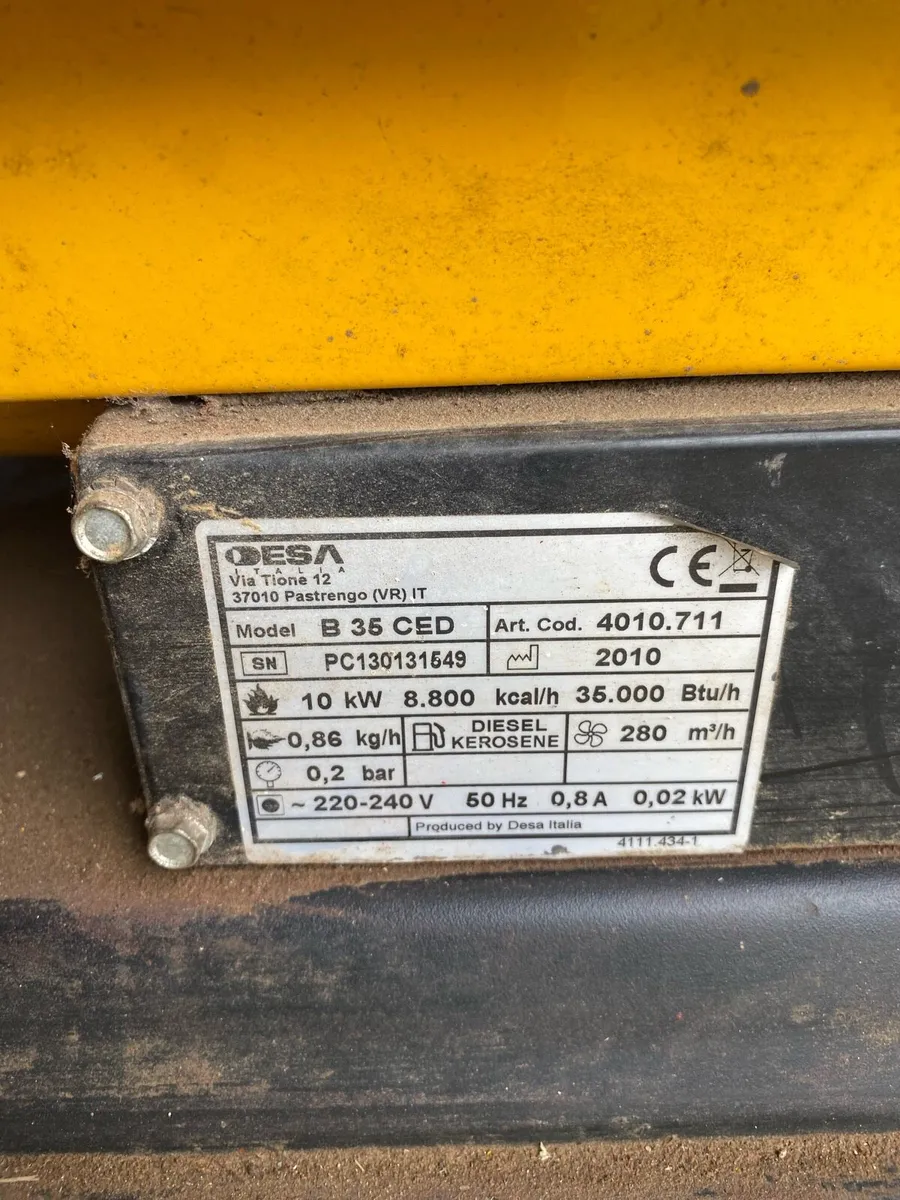 DESA
ITALIA
Via Tione 12
37010 Pastrengo (VR) IT
CE
Model B 35 CED Art. Cod. 4010.711
SN PC130131549 2010
10 kW 8.800 kcal/h 35.000 Btu/h
0,86 kg/h DIESEL KEROSENE 280 m³/h
0,2 bar
~ 220-240 V 50 Hz 0,8 A 0,02 kW
Produced by Desa Italia
4111.434-1